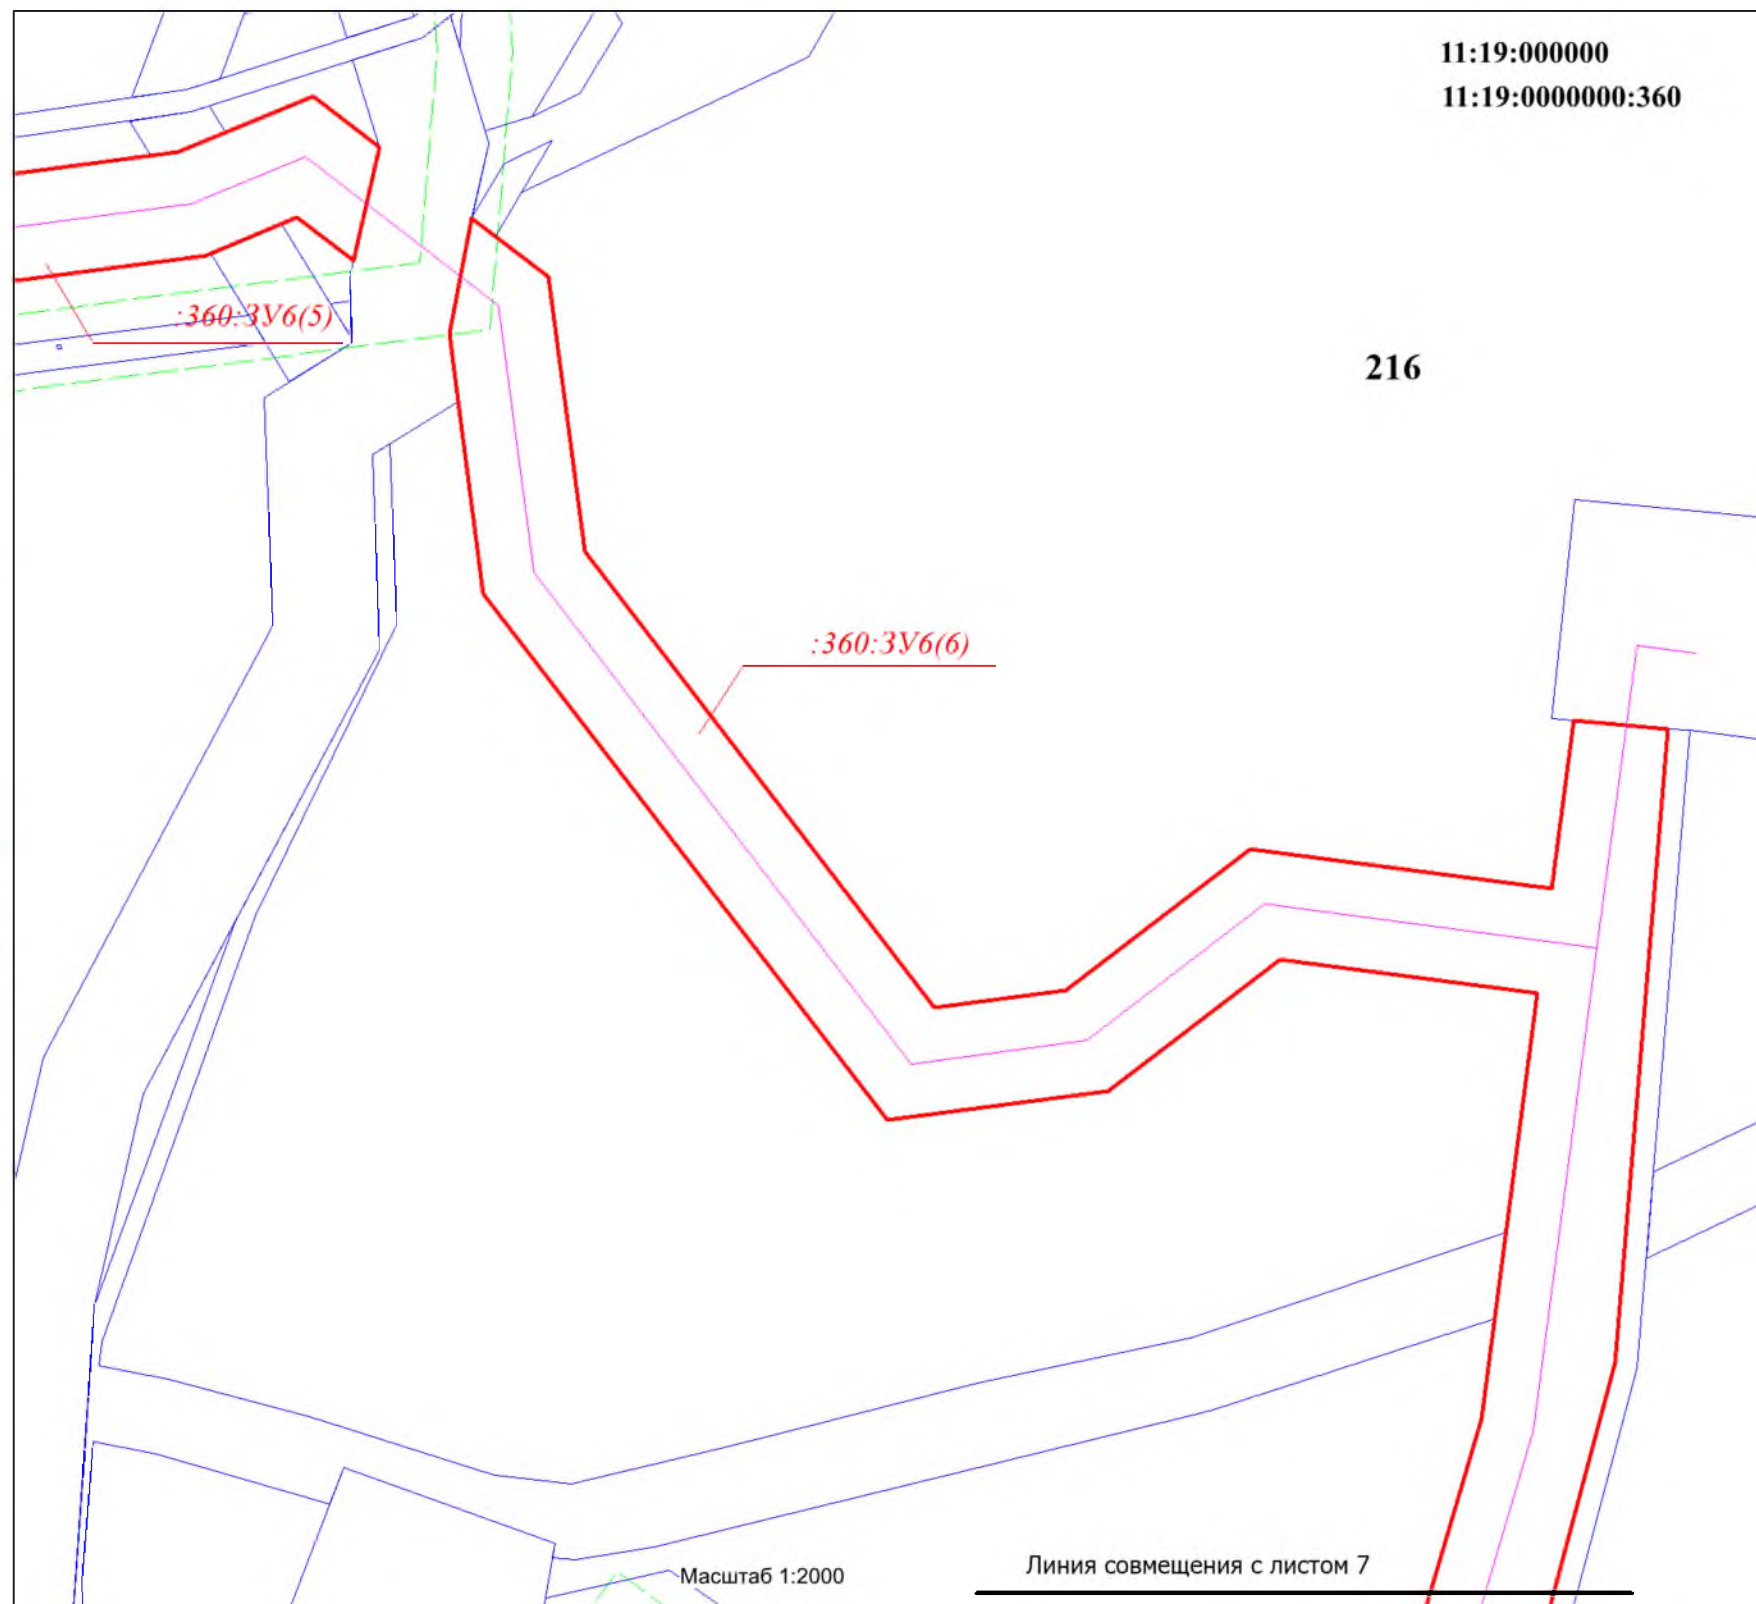 11:19:000000
11:19:0000000:360
:360:ЗУ6(5)
216
:360:ЗУ6(6)
Линия совмещения с листом 7
Масштаб 1:2000